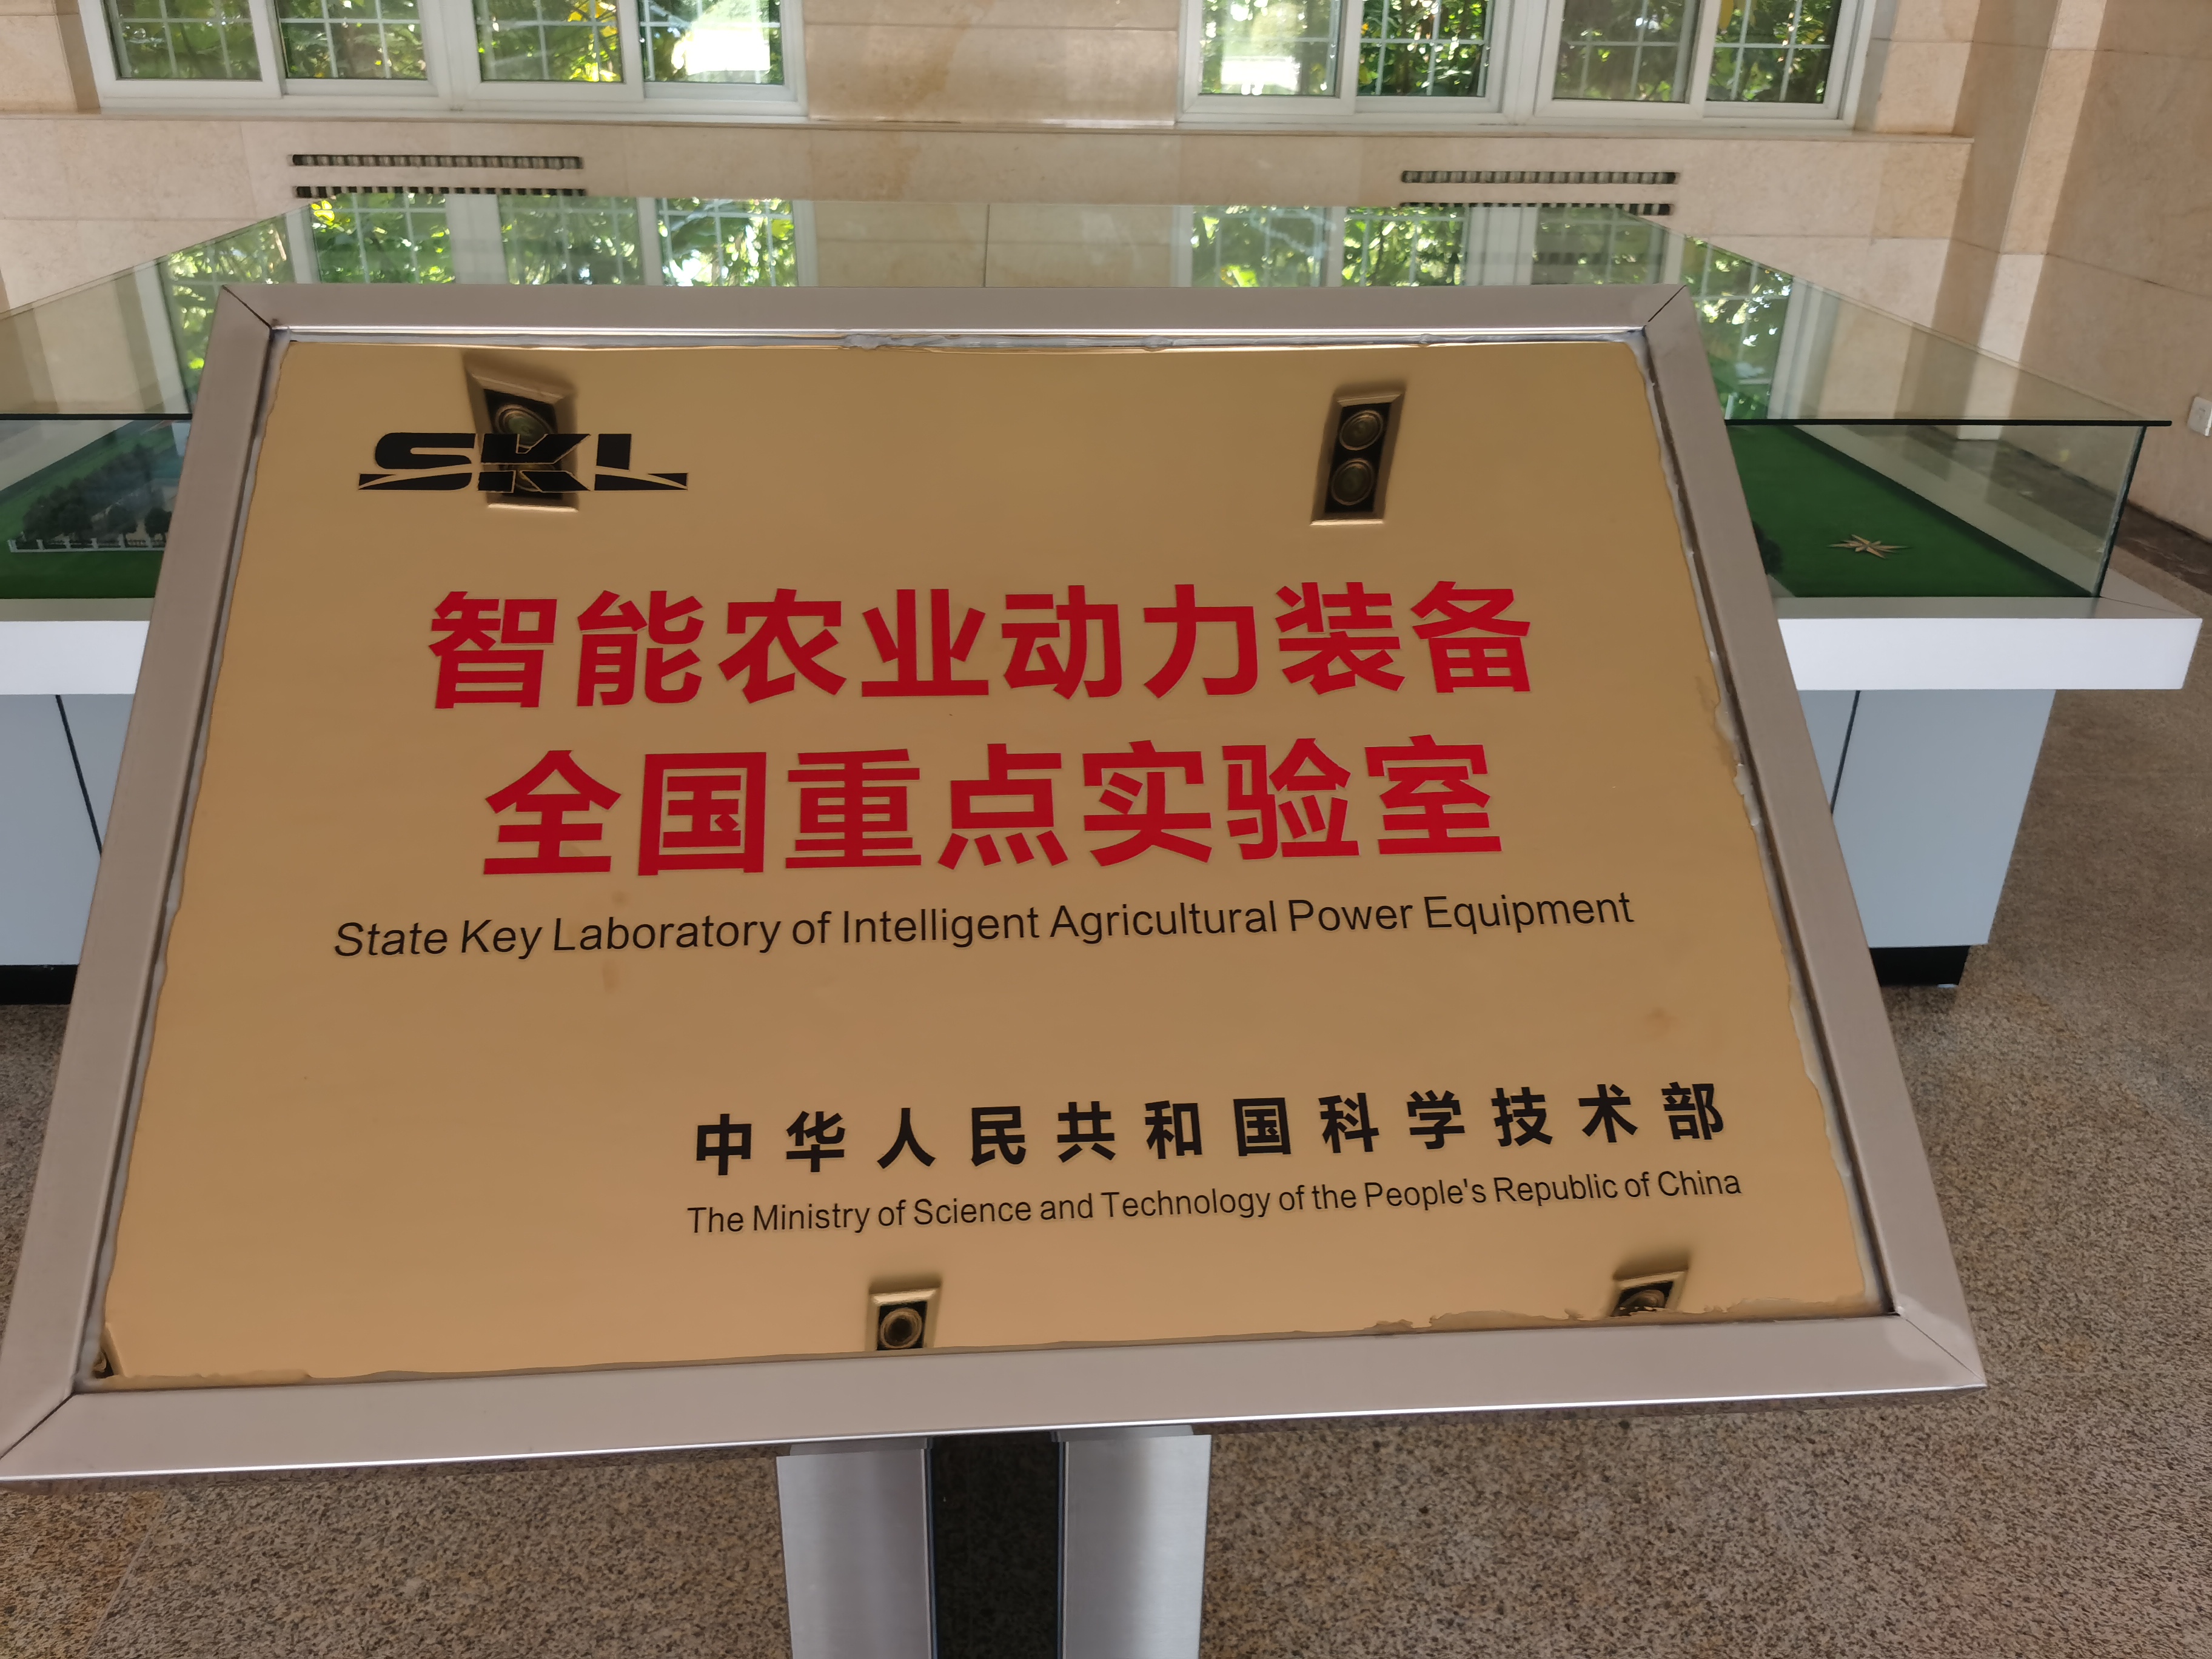 SKL
智能农业动力装备
全国重点实验室
State Key Laboratory of Intelligent Agricultural Power Equipment
中华人民共和国科学技术部
The Ministry of Science and Technology of the People's Republic of China